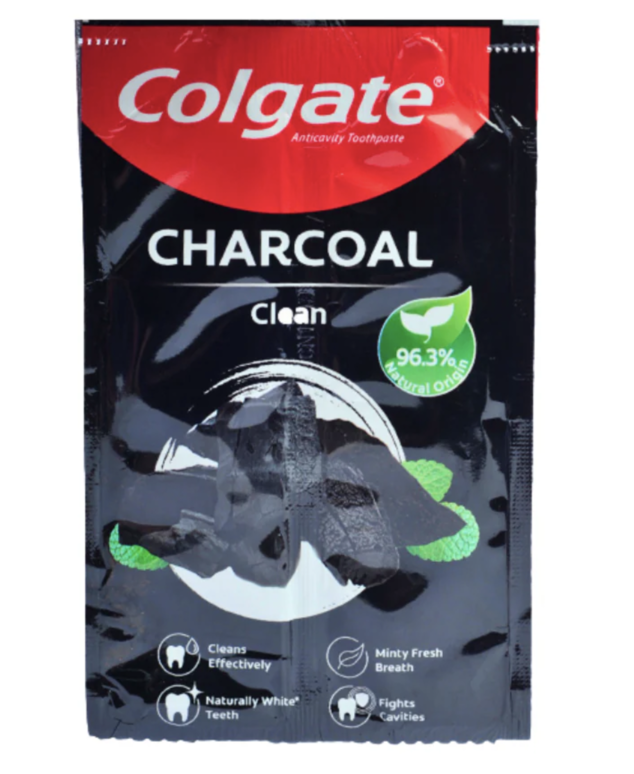 Colgate®
Anticavity Toothpaste
CHARCOAL
Clean
96.3%
Natural Origin
Cleans
Effectively
Minty Fresh
Breath
Naturally White*
Teeth
Fights
Cavities